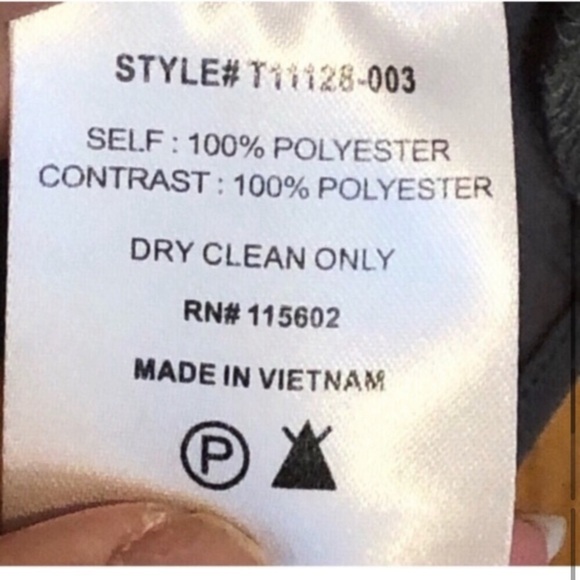 STYLE# T11128-003
SELF : 100% POLYESTER
CONTRAST : 100% POLYESTER
DRY CLEAN ONLY
RN# 115602
MADE IN VIETNAM
P